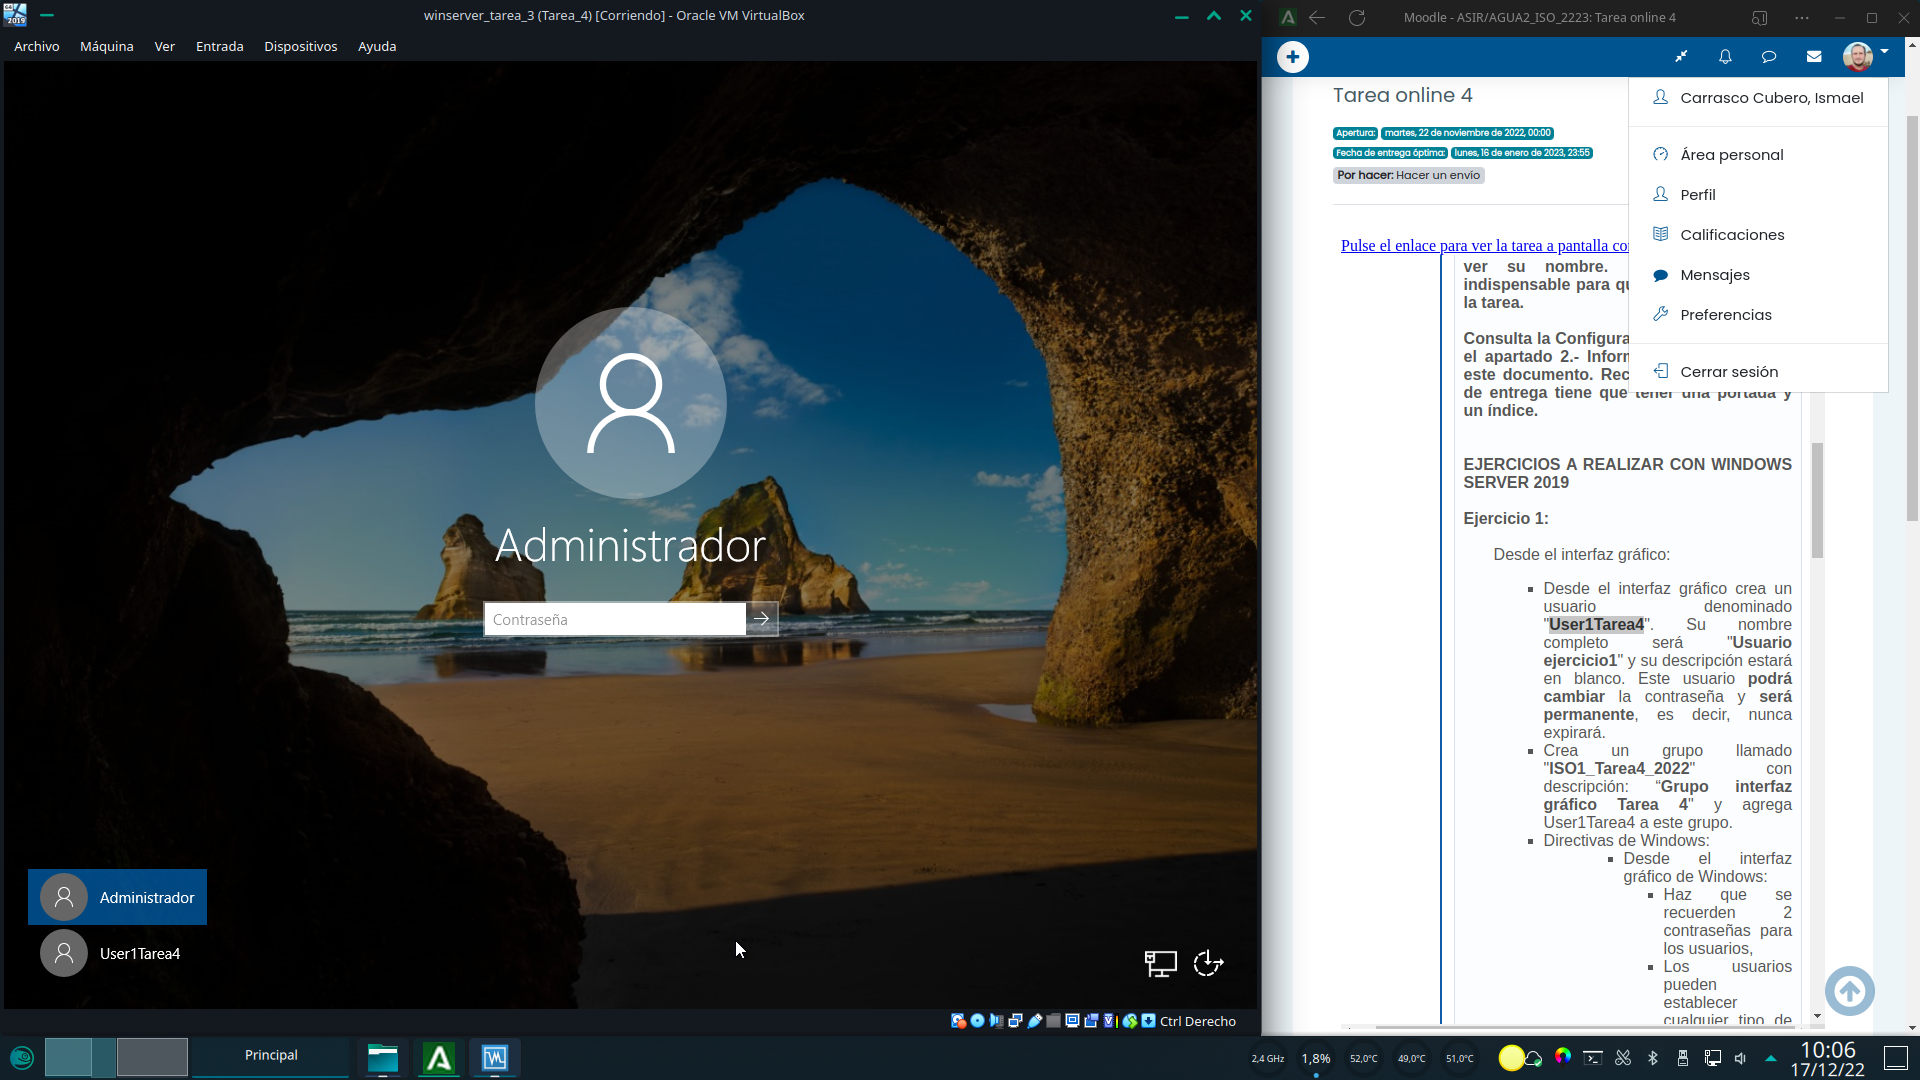 winserver_tarea_3 (Tarea_4) [Corriendo] - Oracle VM VirtualBox
Archivo Máquina Ver Entrada Dispositivos Ayuda
Administrador
Contraseña
Administrador
User1Tarea4
Ctrl Derecho
Moodle - ASIR/AGUA2_ISO_2223: Tarea online 4
Tarea online 4
Apertura: martes, 22 de noviembre de 2022, 00:00
Fecha de entrega óptima: lunes, 16 de enero de 2023, 23:55
Por hacer: Hacer un envío
Carrasco Cubero, Ismael
Área personal
Perfil
Calificaciones
Mensajes
Preferencias
Cerrar sesión
Pulse el enlace para ver la tarea a pantalla
ver su nombre.
indispensable para
la tarea.
Consulta la
el apartado 2.-
este documento.
de entrega tiene que tener una portada y
un índice.
EJERCICIOS A REALIZAR CON WINDOWS
SERVER 2019
Ejercicio 1:
Desde el interfaz gráfico:
▪ Desde el interfaz gráfico crea un
usuario denominado
"User1Tarea4". Su nombre
completo será "Usuario
ejercicio1" y su descripción estará
en blanco. Este usuario podrá
cambiar la contraseña y será
permanente, es decir, nunca
expirará.
▪ Crea un grupo llamado
"ISO1_Tarea4_2022" con
descripción: “Grupo interfaz
gráfico Tarea 4" y agrega
User1Tarea4 a este grupo.
▪ Directivas de Windows:
▪ Desde el interfaz
gráfico de Windows:
▪ Haz que se
recuerden 2
contraseñas para
los usuarios,
▪ Los usuarios
pueden
establecer
cualquier tipo de
Principal
2,4 GHz 1,8% 52,0°C 49,0°C 51,0°C
10:06
17/12/22